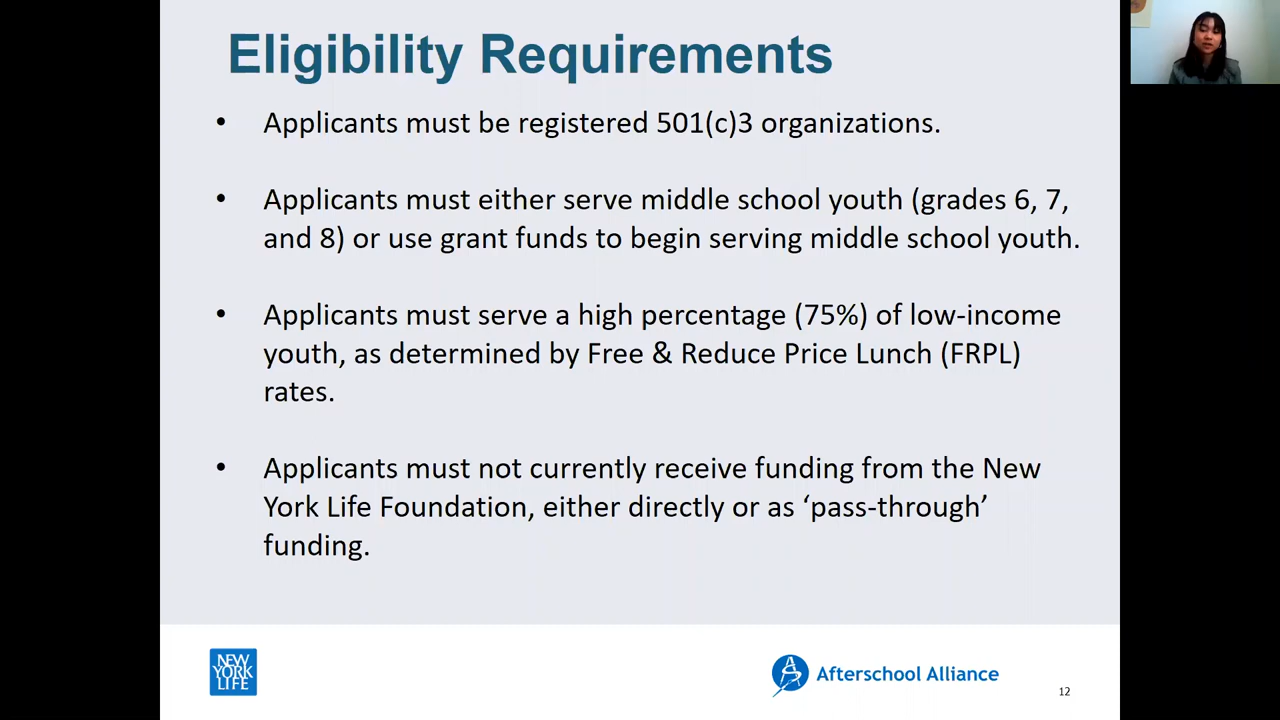 Eligibility Requirements
• Applicants must be registered 501(c)3 organizations.
• Applicants must either serve middle school youth (grades 6, 7,
and 8) or use grant funds to begin serving middle school youth.
• Applicants must serve a high percentage (75%) of low-income
youth, as determined by Free & Reduce Price Lunch (FRPL)
rates.
• Applicants must not currently receive funding from the New
York Life Foundation, either directly or as ‘pass-through’
funding.
NEW
YORK
LIFE
Afterschool Alliance
12